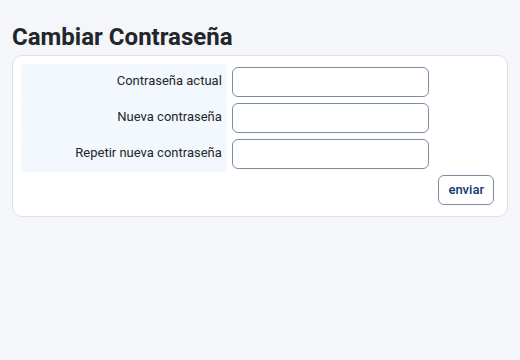 Cambiar Contraseña
Contraseña actual
Nueva contraseña
Repetir nueva contraseña
enviar